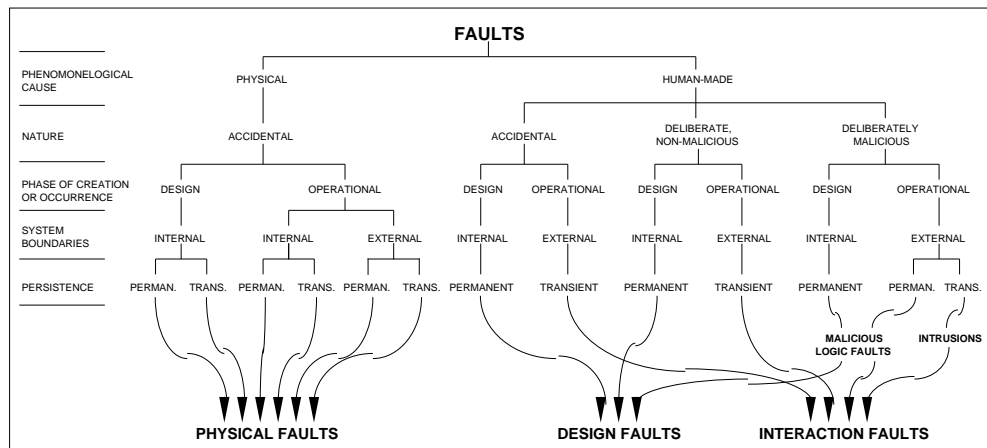 FAULTS
PHENOMONELOGICAL
CAUSE
PHYSICAL HUMAN-MADE
NATURE
ACCIDENTAL ACCIDENTAL DELIBERATE,
NON-MALICIOUS DELIBERATELY
MALICIOUS
PHASE OF CREATION
OR OCCURRENCE
DESIGN OPERATIONAL DESIGN OPERATIONAL DESIGN OPERATIONAL DESIGN OPERATIONAL
SYSTEM
BOUNDARIES
INTERNAL INTERNAL EXTERNAL INTERNAL EXTERNAL INTERNAL EXTERNAL INTERNAL EXTERNAL
PERSISTENCE
PERMAN. TRANS. PERMAN. TRANS. PERMAN. TRANS. PERMANENT TRANSIENT PERMANENT TRANSIENT PERMANENT PERMAN. TRANS.
MALICIOUS
LOGIC FAULTS
INTRUSIONS
PHYSICAL FAULTS DESIGN FAULTS INTERACTION FAULTS